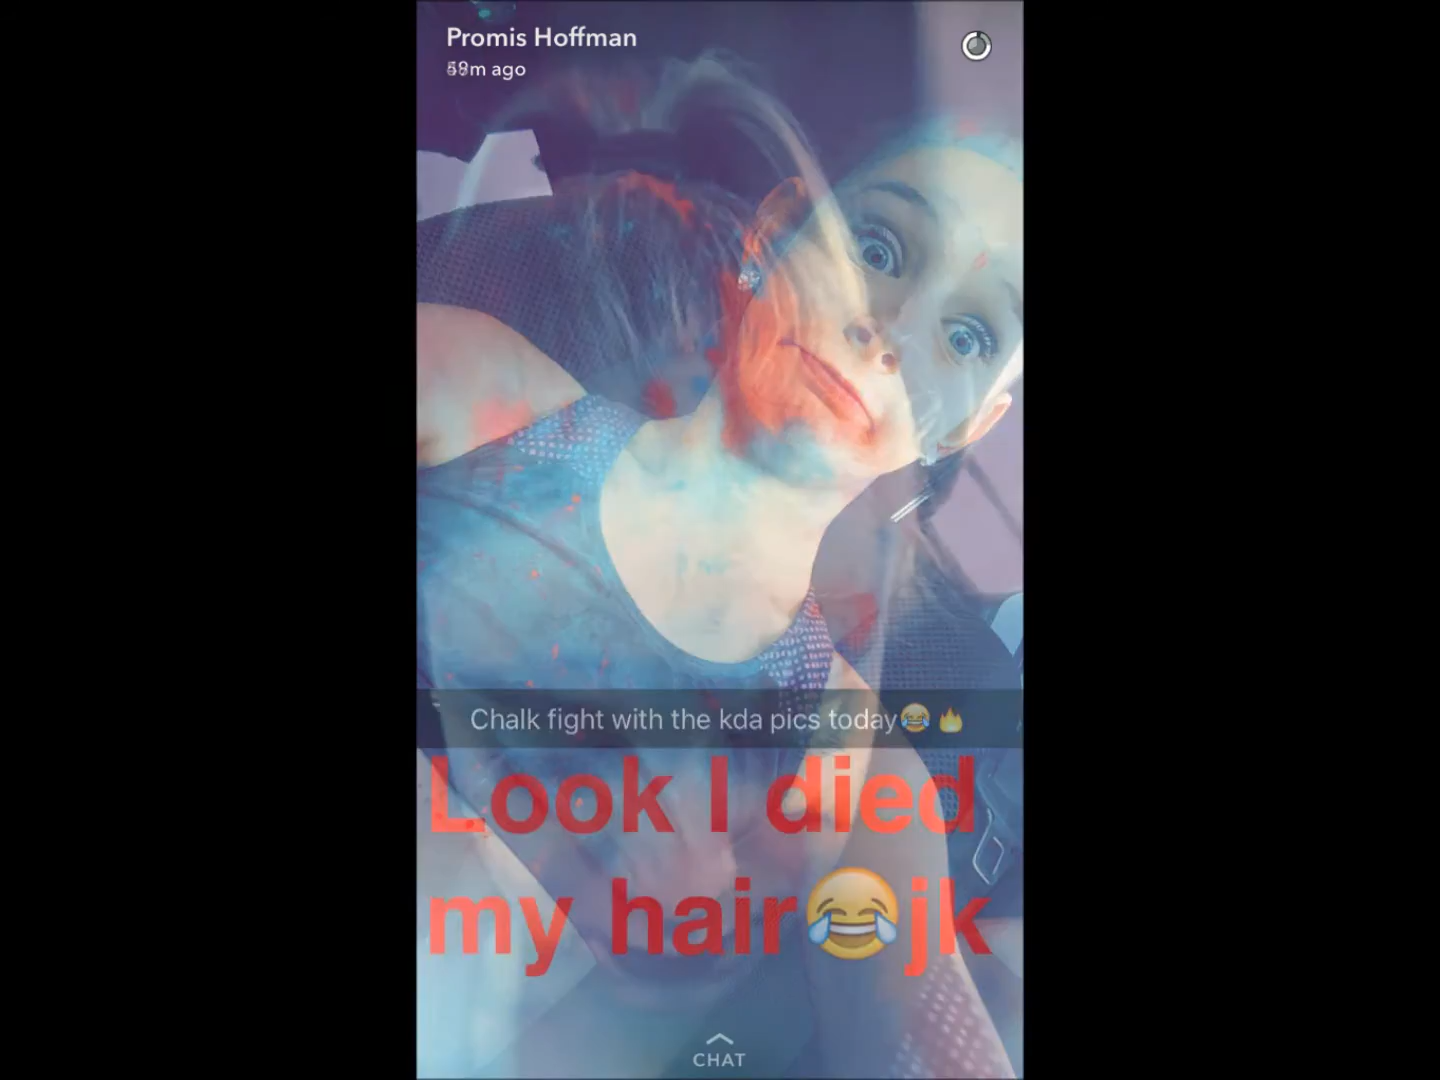 Promis Hoffman
m ago
Chalk fight with the kda pics today😂🔥
Look I died
my hair😂jk
CHAT